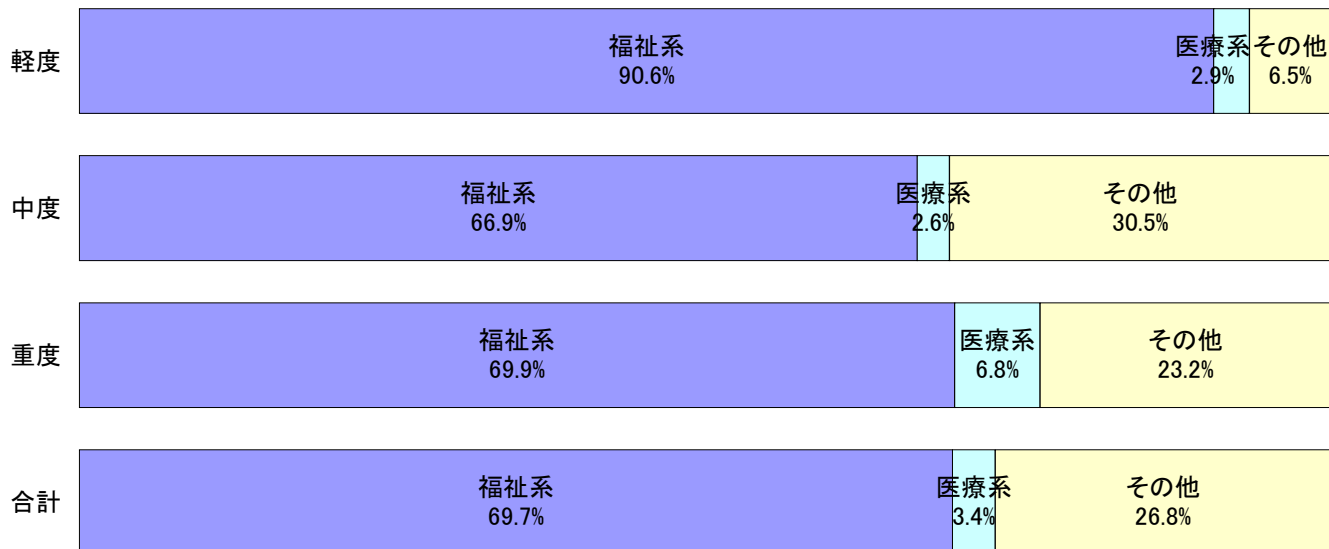 軽度
福祉系
90.6%
医療系
2.9%
その他
6.5%
中度
福祉系
66.9%
医療系
2.6%
その他
30.5%
重度
福祉系
69.9%
医療系
6.8%
その他
23.2%
合計
福祉系
69.7%
医療系
3.4%
その他
26.8%